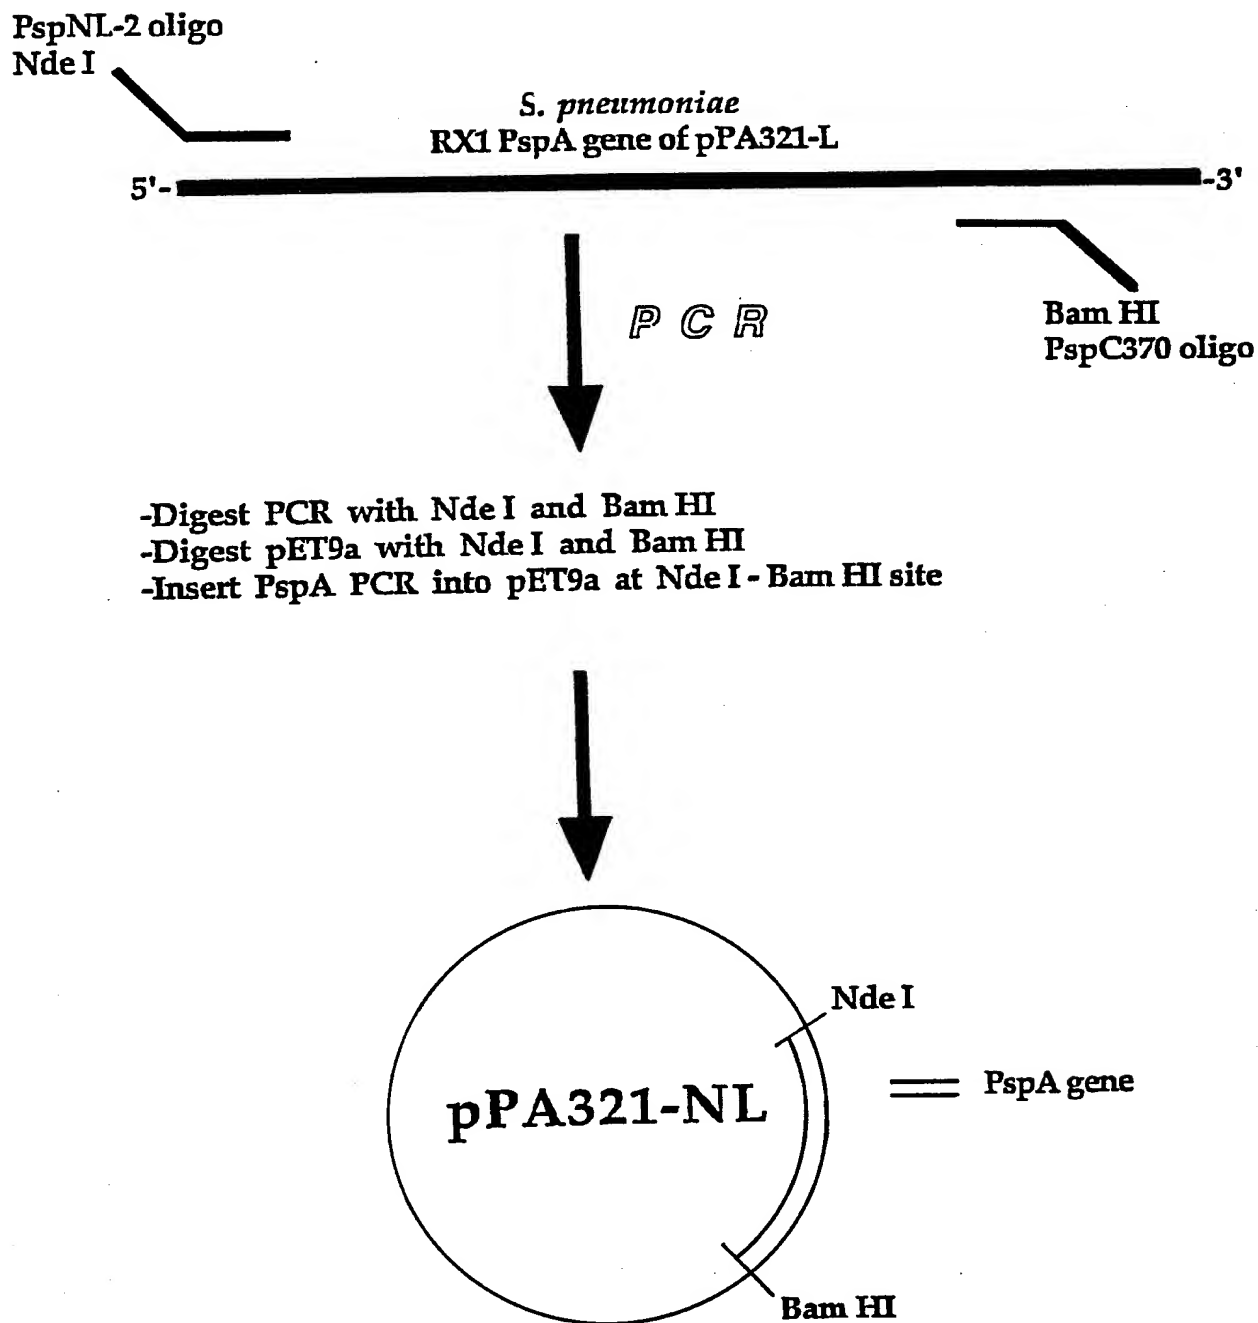 PspNL-2 oligo
Nde I
S. pneumoniae
RX1 PspA gene of pPA321-L
5'-
-3'
P C R
Bam HI
PspC370 oligo
-Digest PCR with Nde I and Bam HI
-Digest pET9a with Nde I and Bam HI
-Insert PspA PCR into pET9a at Nde I - Bam HI site
Nde I
pPA321-NL
PspA gene
Bam HI